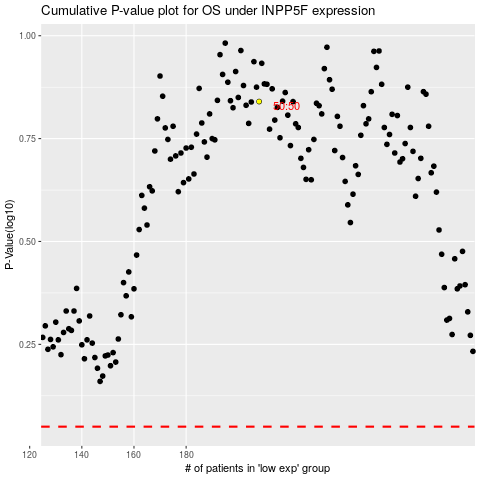 Cumulative P-value plot for OS under INPP5F expression
P-Value(log10)
1.00
0.75
0.50
0.25
50:50
120 140 160 180
# of patients in 'low exp' group